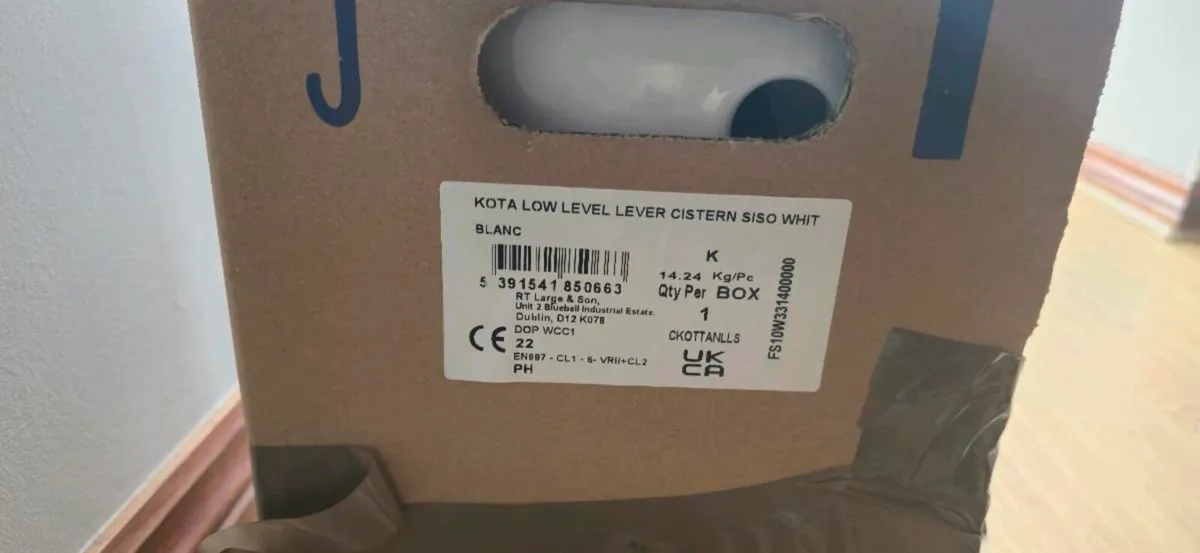 J
KOTA LOW LEVEL LEVER CISTERN SISO WHIT
BLANC
K
14.24 Kg/Pc
5 391541 850663
Qty Per BOX
1
RT Large & Son,
Unit 2 Bluebell Industrial Estate.
Dublin, D12 K078
DOP WCC1
CE 22
EN997 - CL1 - 6- VRII+CL2
PH
CKOTTANLLS
UK
CA
FS10W331400000